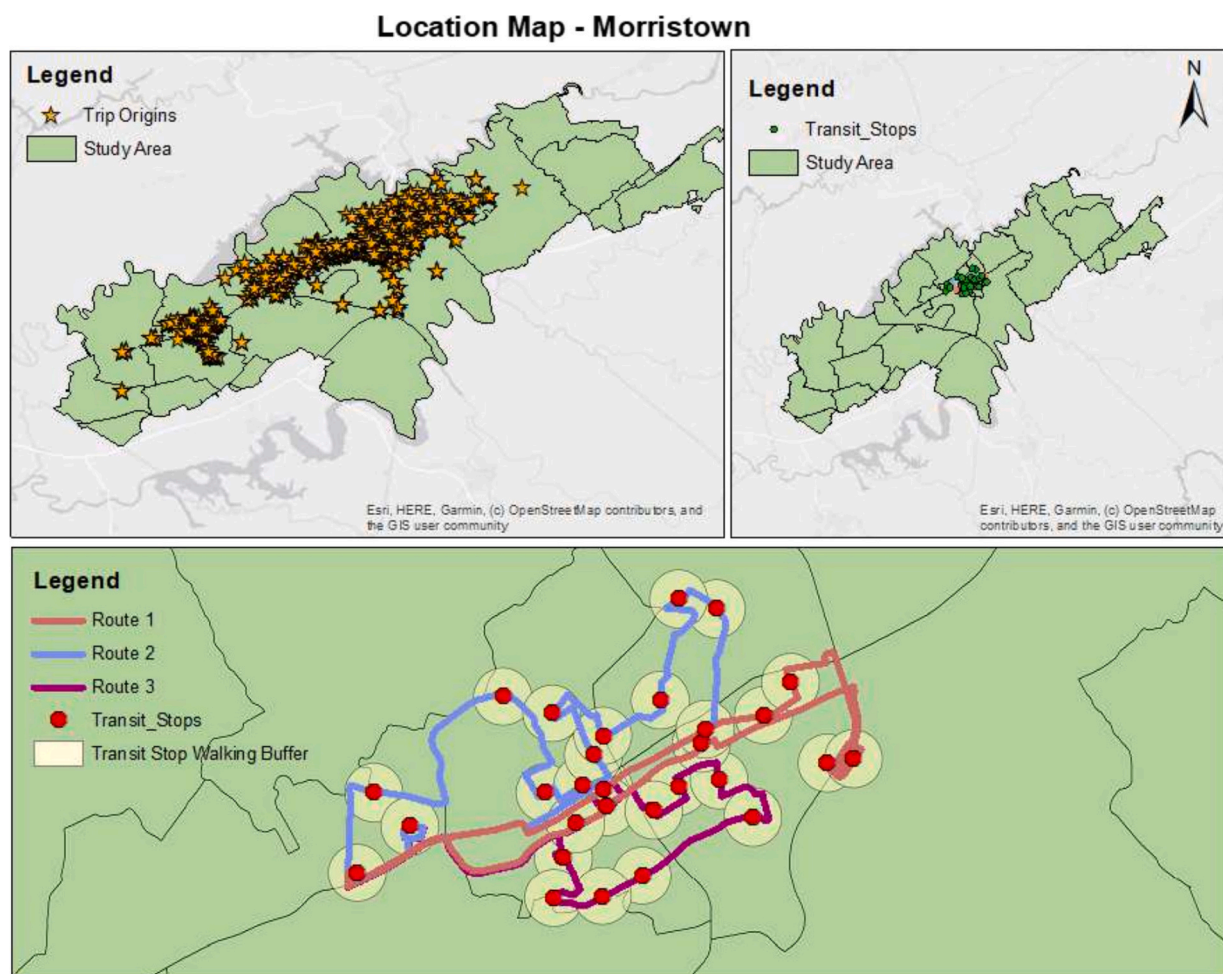 Location Map - Morristown
Legend
Trip Origins
Study Area
Esri, HERE, Garmin, (c) OpenStreetMap contributors, and
the GIS user community
Legend
Transit_Stops
Study Area
N
Esri, HERE, Garmin, (c) OpenStreetMap
contributors, and the GIS user community
Legend
Route 1
Route 2
Route 3
Transit_Stops
Transit Stop Walking Buffer